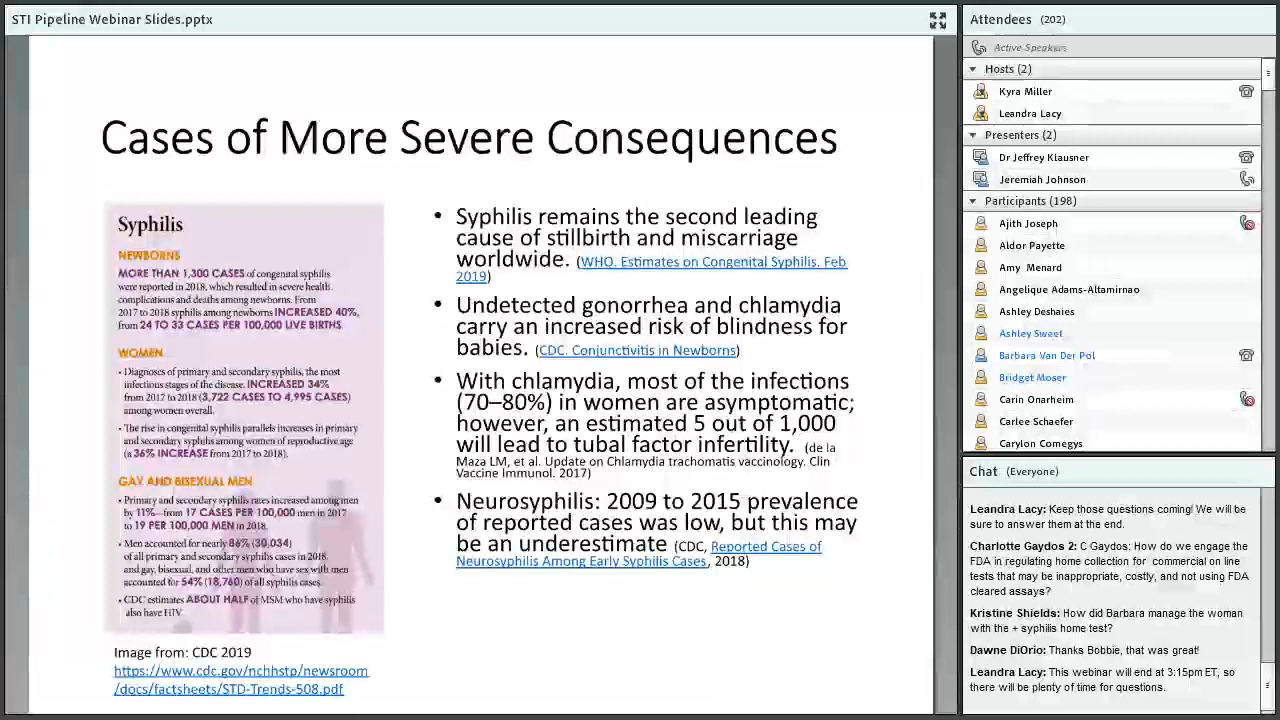 STI Pipeline Webinar Slides.pptx
Cases of More Severe Consequences
Syphilis
NEWBORNS
MORE THAN 1,300 CASES of congenital syphilis
were reported in 2018, which resulted in severe health
complications and deaths among newborns. From
2017 to 2018 syphilis among newborns INCREASED 40%,
from 24 TO 33 CASES PER 100,000 LIVE BIRTHS.
WOMEN
• Diagnoses of primary and secondary syphilis, the most
infectious stages of the disease, INCREASED 34%
from 2017 to 2018 (3,722 CASES TO 4,995 CASES)
among women overall.
• The rise in congenital syphilis parallels increases in primary
and secondary syphilis among women of reproductive age
(a 36% INCREASE from 2017 to 2018).
GAY AND BISEXUAL MEN
• Primary and secondary syphilis rates increased among men
by 11%—from 17 CASES PER 100,000 men in 2017
to 19 PER 100,000 MEN in 2018.
• Men accounted for nearly 86% (30,034)
of all primary and secondary syphilis cases in 2018,
and gay, bisexual, and other men who have sex with men
accounted for 54% (18,760) of all syphilis cases.
• CDC estimates ABOUT HALF of MSM who have syphilis
also have HIV.
Image from: CDC 2019
https://www.cdc.gov/nchhstp/newsroom
/docs/factsheets/STD-Trends-508.pdf
• Syphilis remains the second leading
cause of stillbirth and miscarriage
worldwide. (WHO. Estimates on Congenital Syphilis. Feb
2019)
• Undetected gonorrhea and chlamydia
carry an increased risk of blindness for
babies. (CDC. Conjunctivitis in Newborns)
• With chlamydia, most of the infections
(70–80%) in women are asymptomatic;
however, an estimated 5 out of 1,000
will lead to tubal factor infertility. (de la
Maza LM, et al. Update on Chlamydia trachomatis vaccinology. Clin
Vaccine Immunol. 2017)
• Neurosyphilis: 2009 to 2015 prevalence
of reported cases was low, but this may
be an underestimate (CDC, Reported Cases of
Neurosyphilis Among Early Syphilis Cases, 2018)
Attendees (202)
Active Speakers
Hosts (2)
Kyra Miller
Leandra Lacy
Presenters (2)
Dr Jeffrey Klausner
Jeremiah Johnson
Participants (198)
Ajith Joseph
Aldor Payette
Amy Menard
Angelique Adams-Altamirnao
Ashley Deshaies
Ashley Sweet
Barbara Van Der Pol
Bridget Moser
Carin Onarheim
Carlee Schaefer
Carylon Comegys
Chat (Everyone)
Leandra Lacy: Keep those questions coming! We will be
sure to answer them at the end.
Charlotte Gaydos 2: C Gaydos: How do we engage the
FDA in regulating home collection for commercial on line
tests that may be inappropriate, costly, and not using FDA
cleared assays?
Kristine Shields: How did Barbara manage the woman
with the + syphilis home test?
Dawne DiOrio: Thanks Bobbie, that was great!
Leandra Lacy: This webinar will end at 3:15pm ET, so
there will be plenty of time for questions.